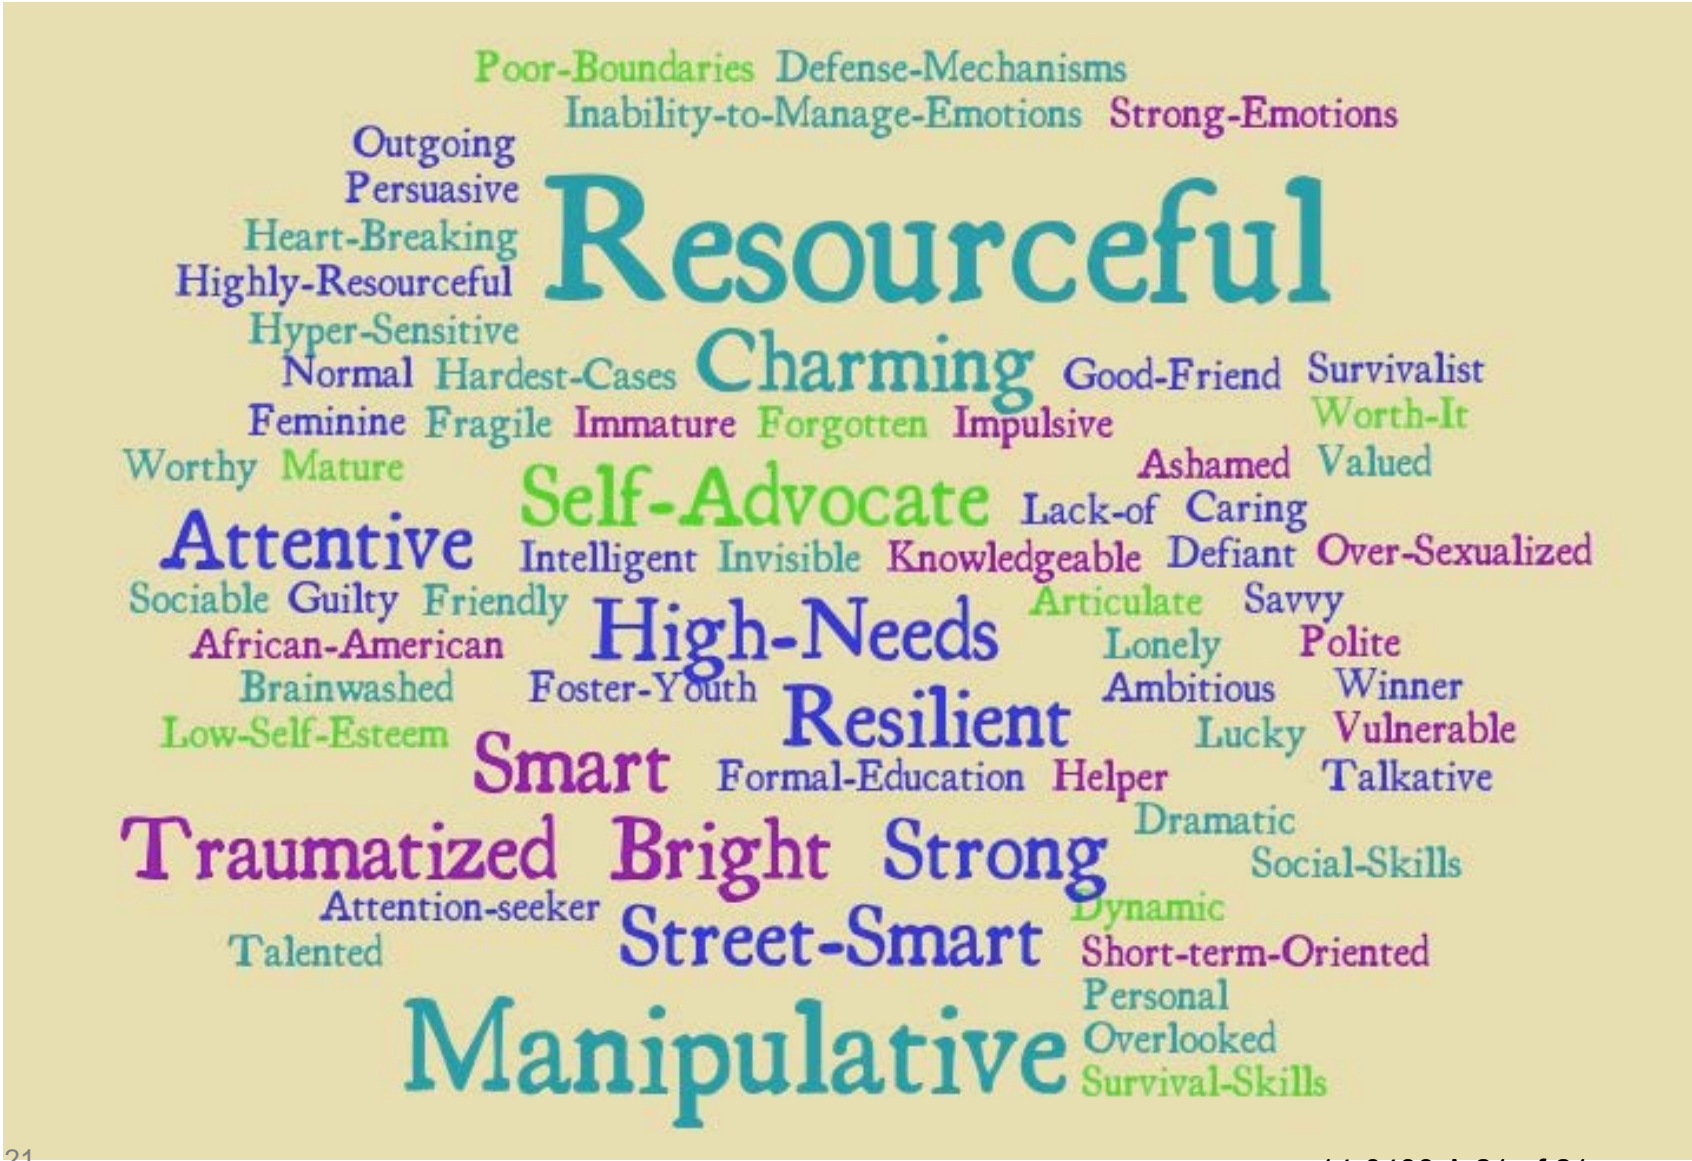 Poor-Boundaries Defense-Mechanisms
Inability-to-Manage-Emotions Strong-Emotions
Outgoing
Persuasive
Resourceful
Heart-Breaking
Highly-Resourceful
Hyper-Sensitive
Normal Hardest-Cases Charming Good-Friend Survivalist
Feminine Fragile Immature Forgotten Impulsive Worth-It
Worthy Mature Ashamed Valued
Self-Advocate Lack-of Caring
Attentive Intelligent Invisible Knowledgeable Defiant Over-Sexualized
Sociable Guilty Friendly Articulate Savvy
African-American High-Needs Lonely Polite
Brainwashed Foster-Youth Ambitious Winner
Low-Self-Esteem Resilient Lucky Vulnerable
Smart Formal-Education Helper Talkative
Dramatic
Traumatized Bright Strong Social-Skills
Attention-seeker Dynamic
Talented Street-Smart Short-term-Oriented
Personal
Manipulative Overlooked
Survival-Skills
21